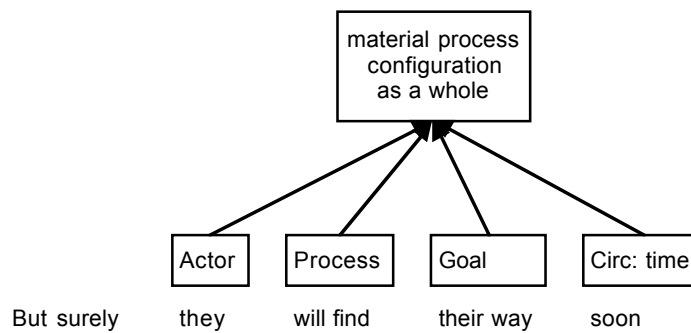 material process
configuration
as a whole
Actor Process Goal Circ: time
But surely they will find their way soon